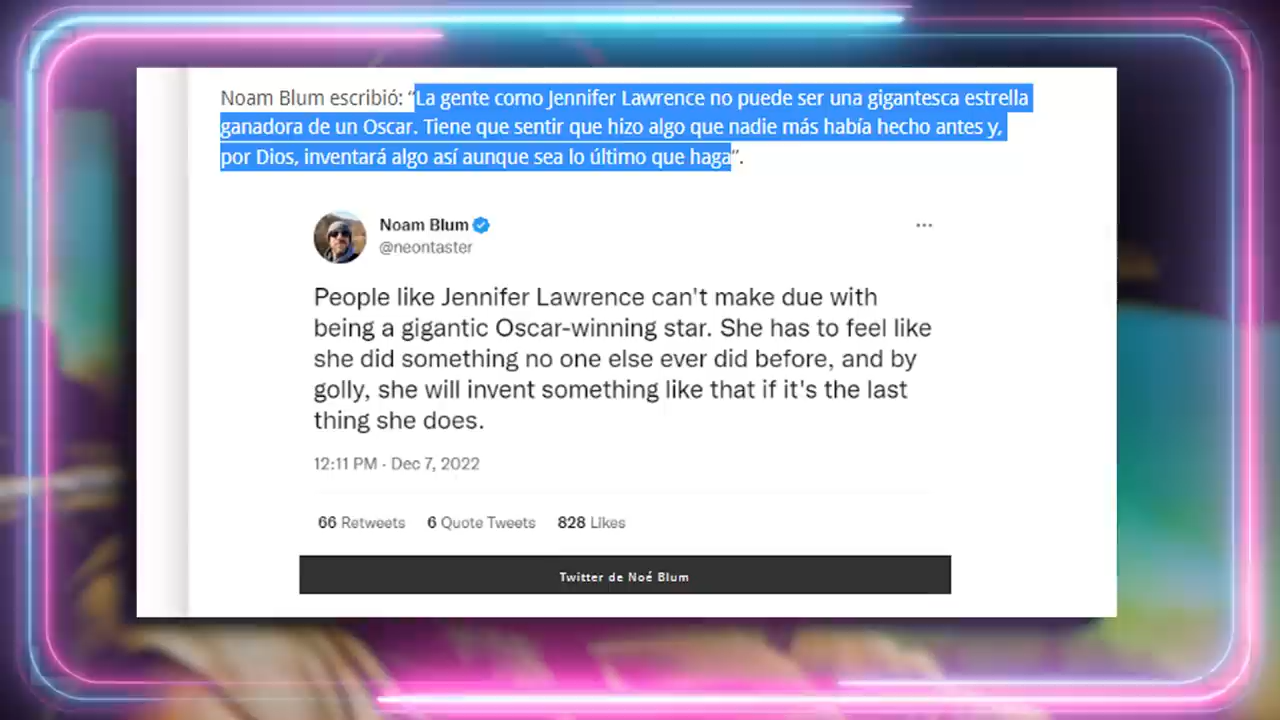 Noam Blum escribió: “La gente como Jennifer Lawrence no puede ser una gigantesca estrella
ganadora de un Oscar. Tiene que sentir que hizo algo que nadie más había hecho antes y,
por Dios, inventará algo así aunque sea lo último que haga”.
Noam Blum
@neontaster
People like Jennifer Lawrence can't make due with
being a gigantic Oscar-winning star. She has to feel like
she did something no one else ever did before, and by
golly, she will invent something like that if it's the last
thing she does.
12:11 PM · Dec 7, 2022
66 Retweets 6 Quote Tweets 828 Likes
Twitter de Noé Blum